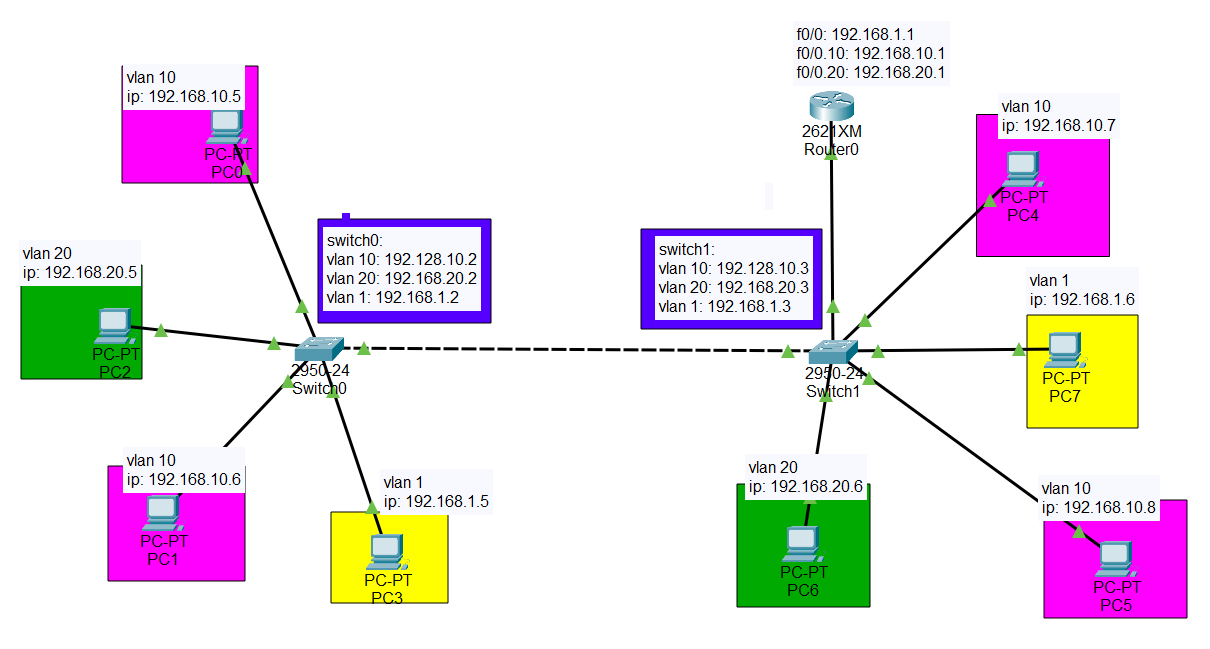 f0/0: 192.168.1.1
f0/0.10: 192.168.10.1
f0/0.20: 192.168.20.1
2621XM
Router0
vlan 10
ip: 192.168.10.5
PC-PT
PC0
vlan 10
ip: 192.168.10.7
PC-PT
PC4
vlan 20
ip: 192.168.20.5
PC-PT
PC2
switch0:
vlan 10: 192.128.10.2
vlan 20: 192.168.20.2
vlan 1: 192.168.1.2
2950-24
Switch0
switch1:
vlan 10: 192.128.10.3
vlan 20: 192.168.20.3
vlan 1: 192.168.1.3
2950-24
Switch1
vlan 1
ip: 192.168.1.6
PC-PT
PC7
vlan 10
ip: 192.168.10.6
PC-PT
PC1
vlan 1
ip: 192.168.1.5
PC-PT
PC3
vlan 20
ip: 192.168.20.6
PC-PT
PC6
vlan 10
ip: 192.168.10.8
PC-PT
PC5